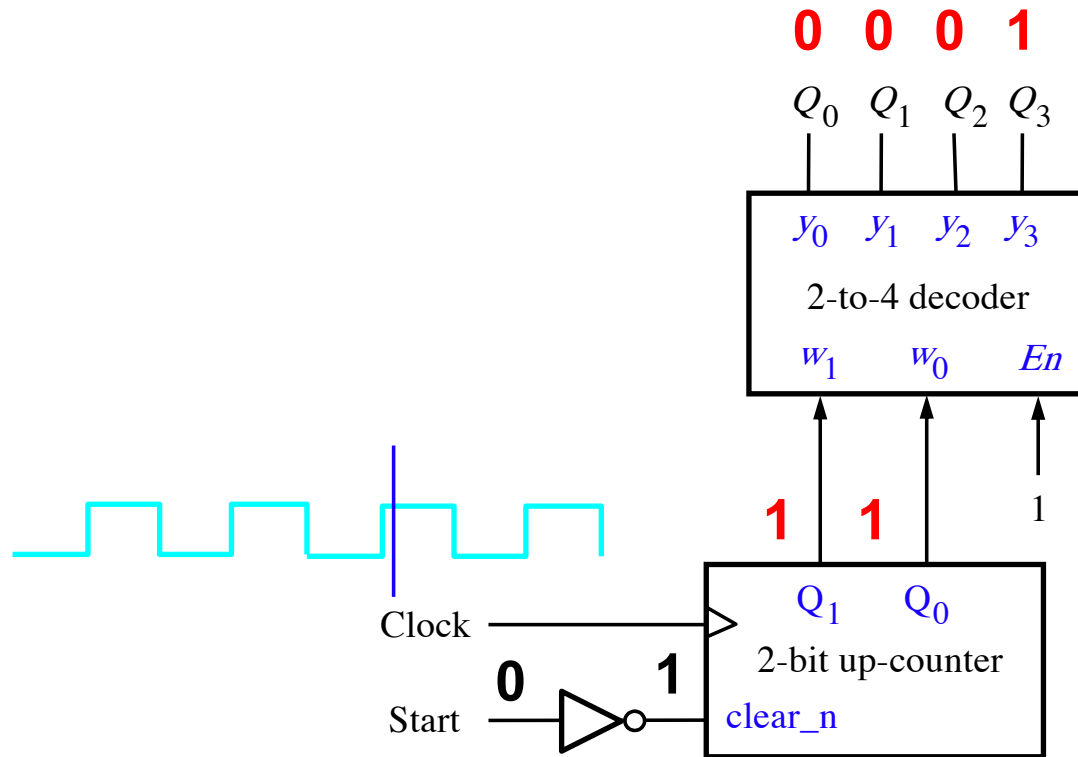 0 0 0 1
Q0 Q1 Q2 Q3
y0 y1 y2 y3
2-to-4 decoder
w1 w0 En
1 1 1
Q1 Q0
Clock
2-bit up-counter
0 1
Start clear_n